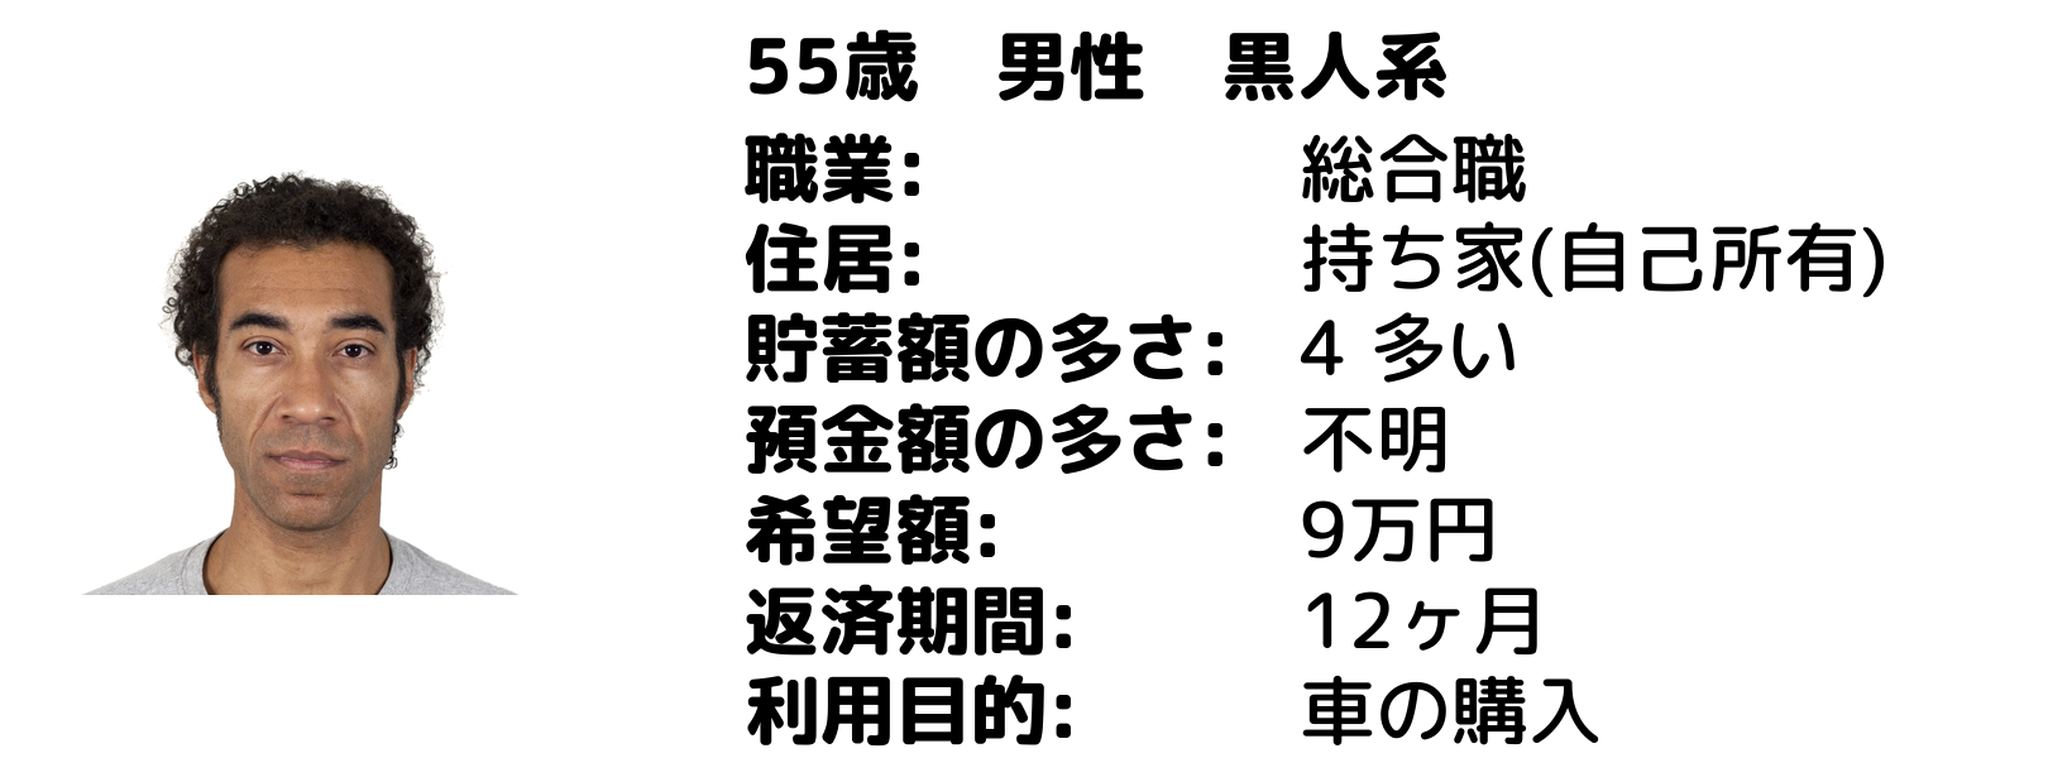 55歳　男性　黒人系
職業: 総合職
住居: 持ち家(自己所有)
貯蓄額の多さ: 4 多い
預金額の多さ: 不明
希望額: 9万円
返済期間: 12ヶ月
利用目的: 車の購入